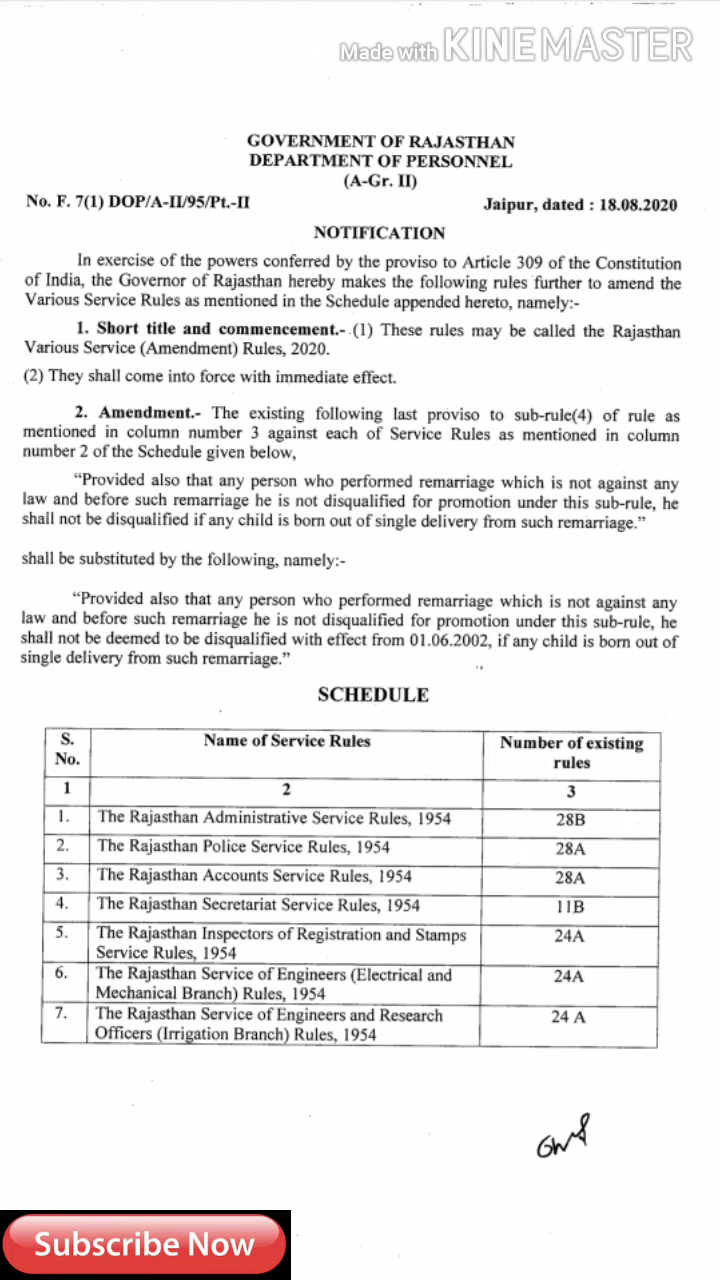 Made with KINEMASTER
GOVERNMENT OF RAJASTHAN
DEPARTMENT OF PERSONNEL
(A-Gr. II)
No. F. 7(1) DOP/A-II/95/Pt.-II Jaipur, dated : 18.08.2020
NOTIFICATION
In exercise of the powers conferred by the proviso to Article 309 of the Constitution
of India, the Governor of Rajasthan hereby makes the following rules further to amend the
Various Service Rules as mentioned in the Schedule appended hereto, namely:-
1. Short title and commencement.- (1) These rules may be called the Rajasthan
Various Service (Amendment) Rules, 2020.
(2) They shall come into force with immediate effect.
2. Amendment.- The existing following last proviso to sub-rule(4) of rule as
mentioned in column number 3 against each of Service Rules as mentioned in column
number 2 of the Schedule given below,
“Provided also that any person who performed remarriage which is not against any
law and before such remarriage he is not disqualified for promotion under this sub-rule, he
shall not be disqualified if any child is born out of single delivery from such remarriage.”
shall be substituted by the following, namely:-
“Provided also that any person who performed remarriage which is not against any
law and before such remarriage he is not disqualified for promotion under this sub-rule, he
shall not be deemed to be disqualified with effect from 01.06.2002, if any child is born out of
single delivery from such remarriage.”
SCHEDULE
S. No. Name of Service Rules Number of existing rules
1 2 3
1. The Rajasthan Administrative Service Rules, 1954 28B
2. The Rajasthan Police Service Rules, 1954 28A
3. The Rajasthan Accounts Service Rules, 1954 28A
4. The Rajasthan Secretariat Service Rules, 1954 11B
5. The Rajasthan Inspectors of Registration and Stamps 24A
Service Rules, 1954
6. The Rajasthan Service of Engineers (Electrical and 24A
Mechanical Branch) Rules, 1954
7. The Rajasthan Service of Engineers and Research 24 A
Officers (Irrigation Branch) Rules, 1954
Subscribe Now